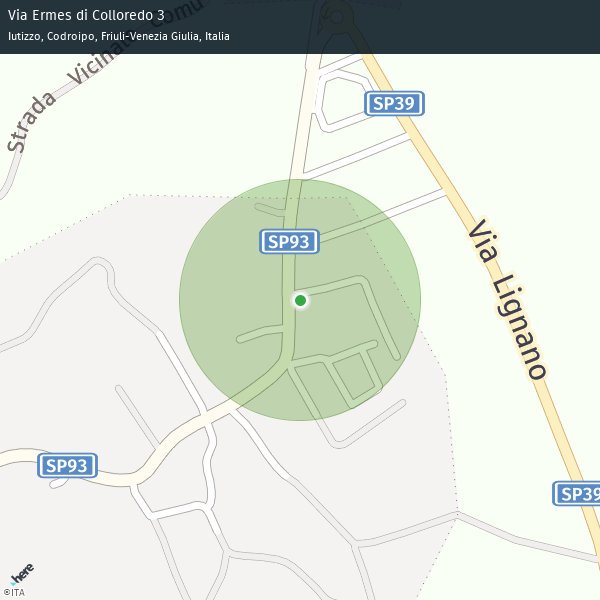 Via Ermes di Colloredo 3
Iutizzo, Codroipo, Friuli-Venezia Giulia, Italia
Strada Vicinale Comu
SP39
SP93
Via Lignano
SP93
SP39
here
©ITA